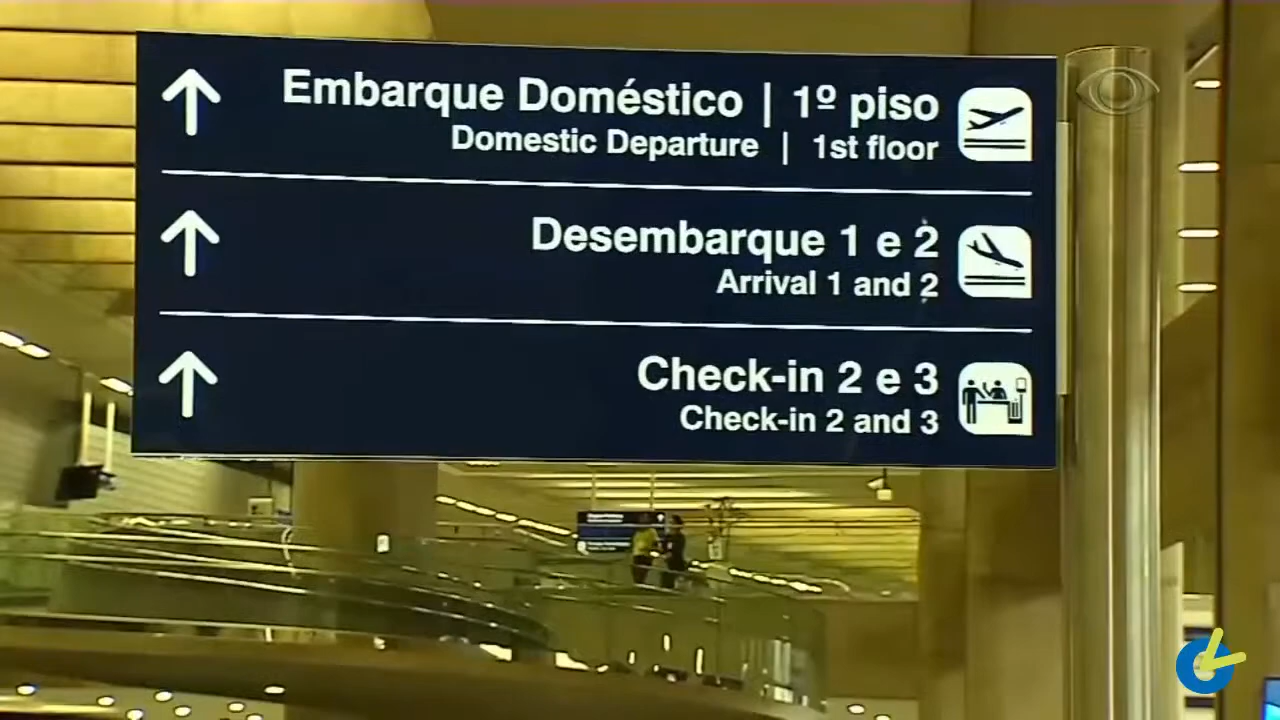 Embarque Doméstico | 1º piso
Domestic Departure | 1st floor
Desembarque 1 e 2
Arrival 1 and 2
Check-in 2 e 3
Check-in 2 and 3